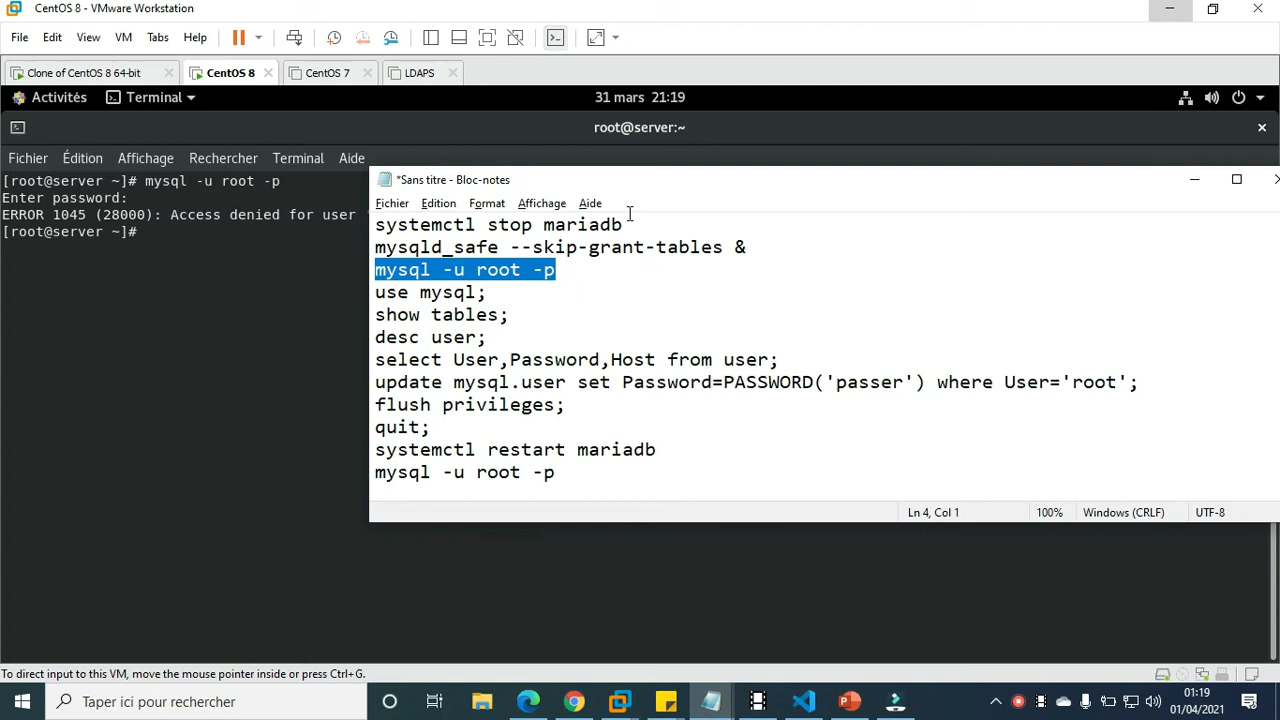 CentOS 8 - VMware Workstation
File Edit View VM Tabs Help
Clone of CentOS 8 64-bit CentOS 8 CentOS 7 LDAPS
Activités Terminal 31 mars 21:19
root@server:~
Fichier Édition Affichage Rechercher Terminal Aide
[root@server ~]# mysql -u root -p
Enter password:
ERROR 1045 (28000): Access denied for user
[root@server ~]#
*Sans titre - Bloc-notes
Fichier Edition Format Affichage Aide
systemctl stop mariadb
mysqld_safe --skip-grant-tables &
mysql -u root -p
use mysql;
show tables;
desc user;
select User,Password,Host from user;
update mysql.user set Password=PASSWORD('passer') where User='root';
flush privileges;
quit;
systemctl restart mariadb
mysql -u root -p
Ln 4, Col 1 100% Windows (CRLF) UTF-8
To direct input to this VM, move the mouse pointer inside or press Ctrl+G.
Taper ici pour rechercher
01:19
01/04/2021